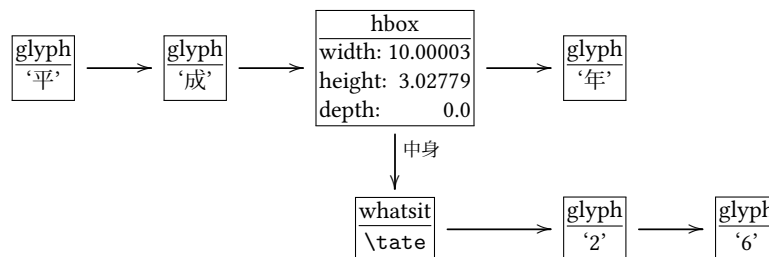 glyph
‘平’
glyph
‘成’
hbox
width: 10.00003
height: 3.02779
depth: 0.0
glyph
‘年’
中身
whatsit
\tate
glyph
‘2’
glyph
‘6’